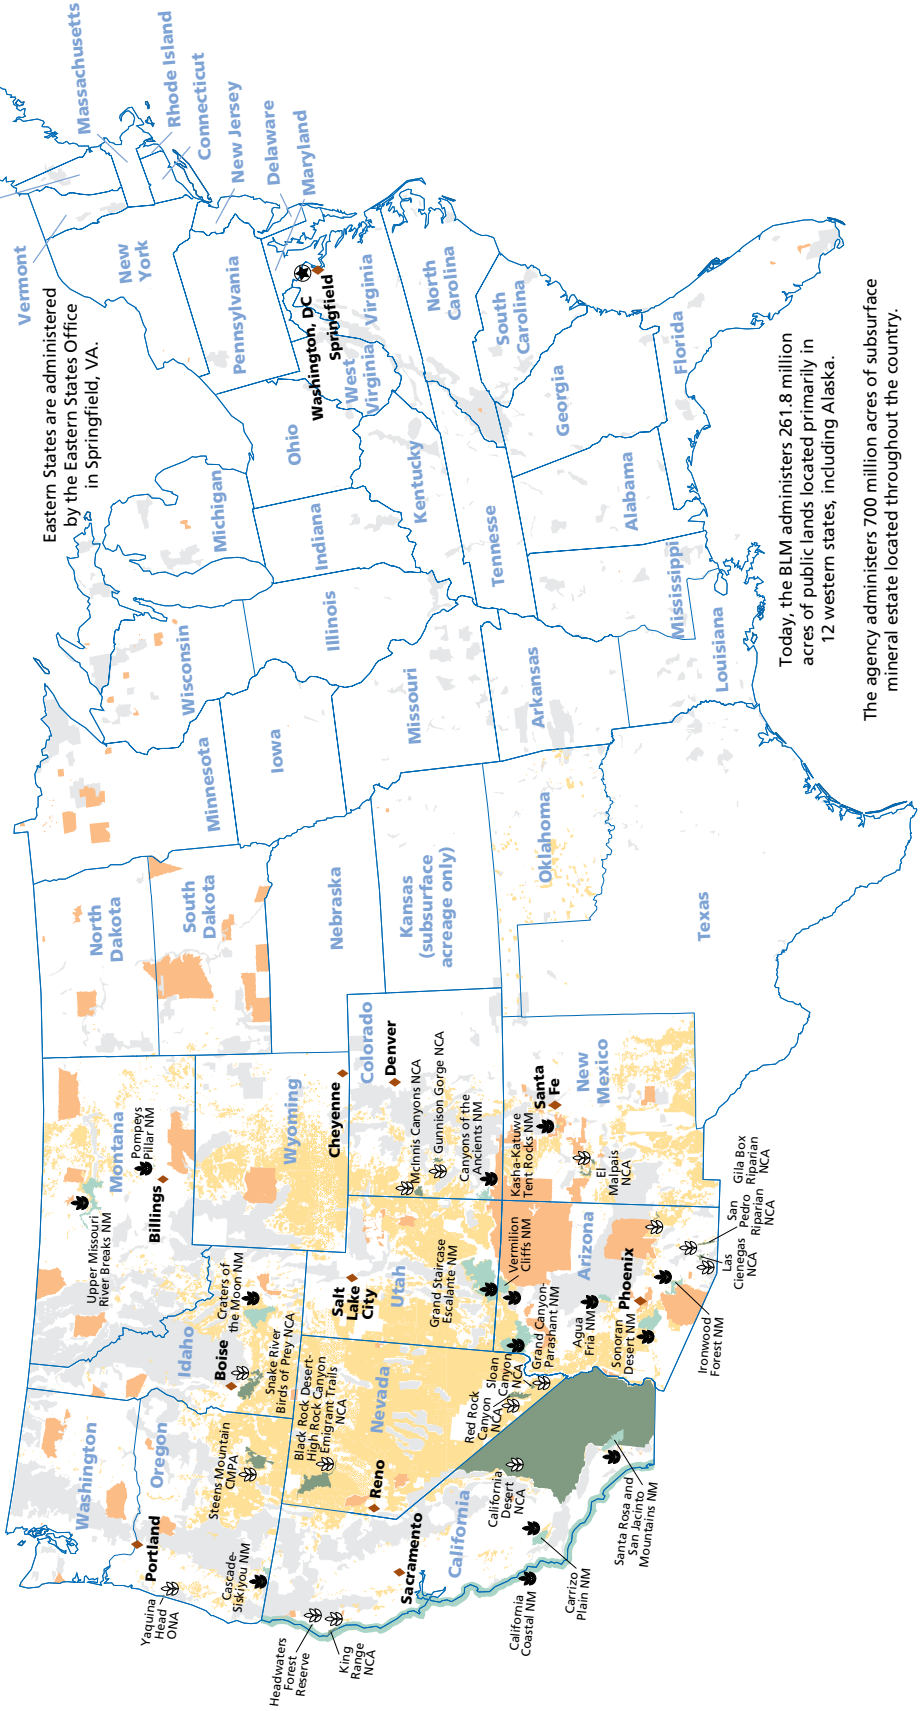 Washington
Portland
Oregon
Yaquina
Head
ONA
Cascade-
Siskiyou NM
Steens Mountain
CMPA
Headwaters
Forest
Reserve
King
Range
NCA
Sacramento
California
California
Coastal NM
Carrizo
Plain NM
Santa Rosa and
San Jacinto
Mountains NM
California
Desert
NCA
Reno
Nevada
Black Rock Desert-
High Rock Canyon
Emigrant Trails
NCA
Red Rock
Canyon
NCA
Sloan
Canyon
NCA
Idaho
Boise
Snake River
Birds of Prey NCA
Craters of
the Moon NM
Upper Missouri
River Breaks NM
Montana
Pompeys
Pillar NM
Billings
Wyoming
Cheyenne
Salt
Lake
City
Utah
Grand Staircase
Escalante NM
Vermilion
Cliffs NM
Grand Canyon-
Parashant NM
Agua
Fria NM
Sonoran
Desert NM
Arizona
Phoenix
Ironwood
Forest NM
Las
Cienegas
NCA
San
Pedro
Riparian
NCA
Gila Box
Riparian
NCA
Colorado
Denver
McInnis Canyons NCA
Gunnison Gorge NCA
Canyons of the
Ancients NM
Kasha-Katuwe
Tent Rocks NM
Santa
Fe
New
Mexico
El
Malpais
NCA
North
Dakota
South
Dakota
Nebraska
Kansas
(subsurface
acreage only)
Oklahoma
Texas
Minnesota
Iowa
Missouri
Arkansas
Louisiana
Wisconsin
Illinois
Michigan
Indiana
Ohio
Kentucky
Tennesse
Mississippi
Alabama
Georgia
Florida
South
Carolina
North
Carolina
Virginia
West
Virginia
Washington, DC
Springfield
Pennsylvania
New
York
Vermont
Massachusetts
Rhode Island
Connecticut
New Jersey
Delaware
Maryland
Eastern States are administered
by the Eastern States Office
in Springfield, VA.
Today, the BLM administers 261.8 million
acres of public lands located primarily in
12 western states, including Alaska.
The agency administers 700 million acres of subsurface
mineral estate located throughout the country.